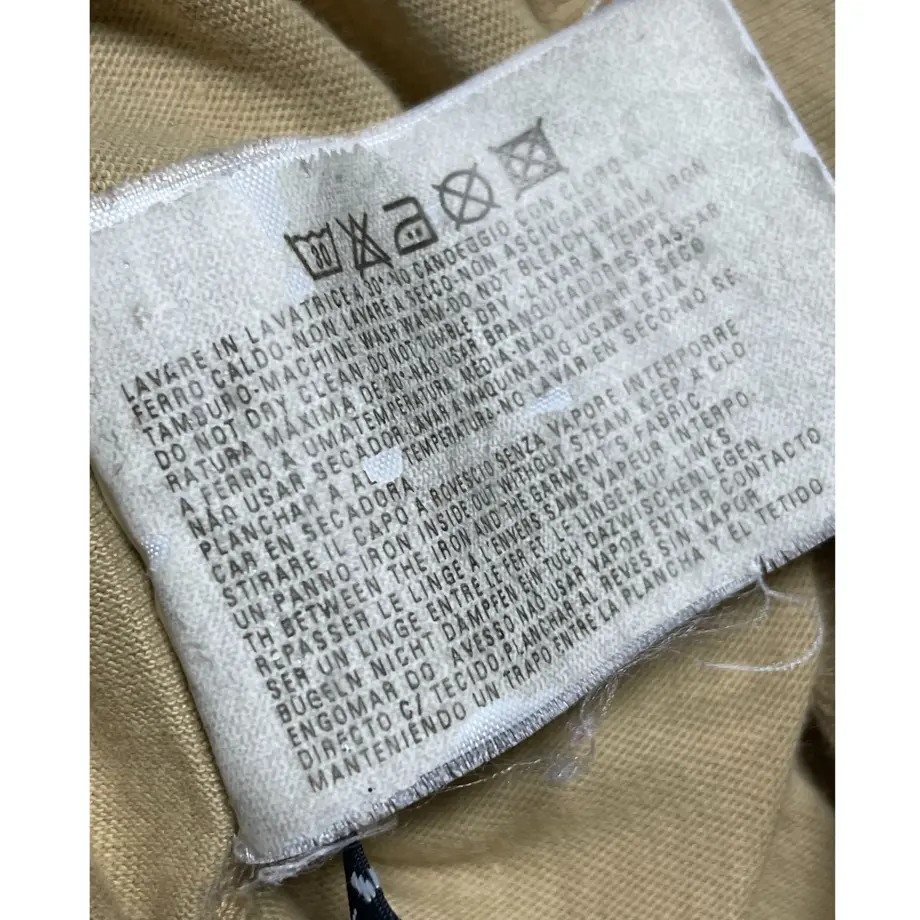 30
LAVARE IN LAVATRICE A 30° NO CANDEGGIO CON CLORO
FERRO CALDO·NON LAVARE A SECCO·NON ASCIUGARE IN
TAMBURO·MACHINE WASH WARM·DO NOT BLEACH·WARM IRON
DO NOT DRY CLEAN·DO NOT TUMBLE DRY·LAVAR À TEMPE
RATURA MÁXIMA DE 30°·NÃO USAR BRANQUEADORES·PASSAR
A FERRO A UMATEMPERATURA MÉDIA·NÃO LIMPAR A SECO
NÃO USAR SECADOR·LAVAR A MAQUINA·NO USAR LEJIA
PLANCHAR A AL TEMPERATURA·NO LAVAR EN SECO·NO SE
CAR EN SECADORA
STIRARE IL CAPO A ROVESCIO SENZA VAPORE INTERPORRE
UN PANNO·IRON INSIDE OUT WITHOUT STEAM KEEP A CLO
TH BETWEEN THE IRON AND THE GARMENT'S FABRIC
REPASSER LE LINGE À L'ENVERS SANS VAPEUR INTERPO
SER UN LINGE ENTRE LE FER ET LE LINGE·AUF LINKS
BÜGELN NICHT DÄMPFEN EIN TUCH DAZWISCHENLEGEN
ENGOMAR DO AVESSO NÃO USAR VAPOR EVITAR CONTACTO
DIRECTO C/ TECIDO·PLANCHAR AL REVES SIN VAPOR
MANTENIENDO UN TRAPO ENTRE LA PLANCHA Y EL TEJIDO